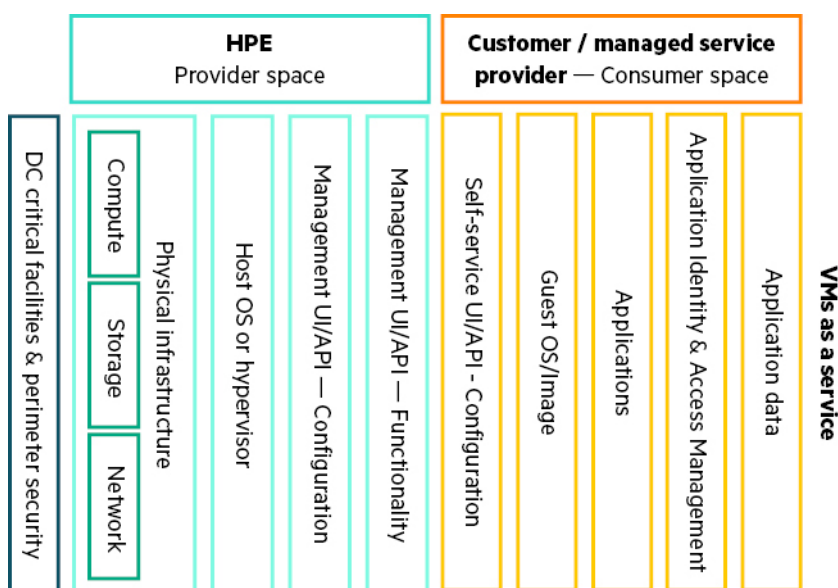 HPE
Provider space
Customer / managed service
provider — Consumer space
DC critical facilities & perimeter security
Compute
Storage
Network
Physical infrastructure
Host OS or hypervisor
Management UI/API — Configuration
Management UI/API — Functionality
Self-service UI/API - Configuration
Guest OS/Image
Applications
Application Identity & Access Management
Application data
VMs as a service